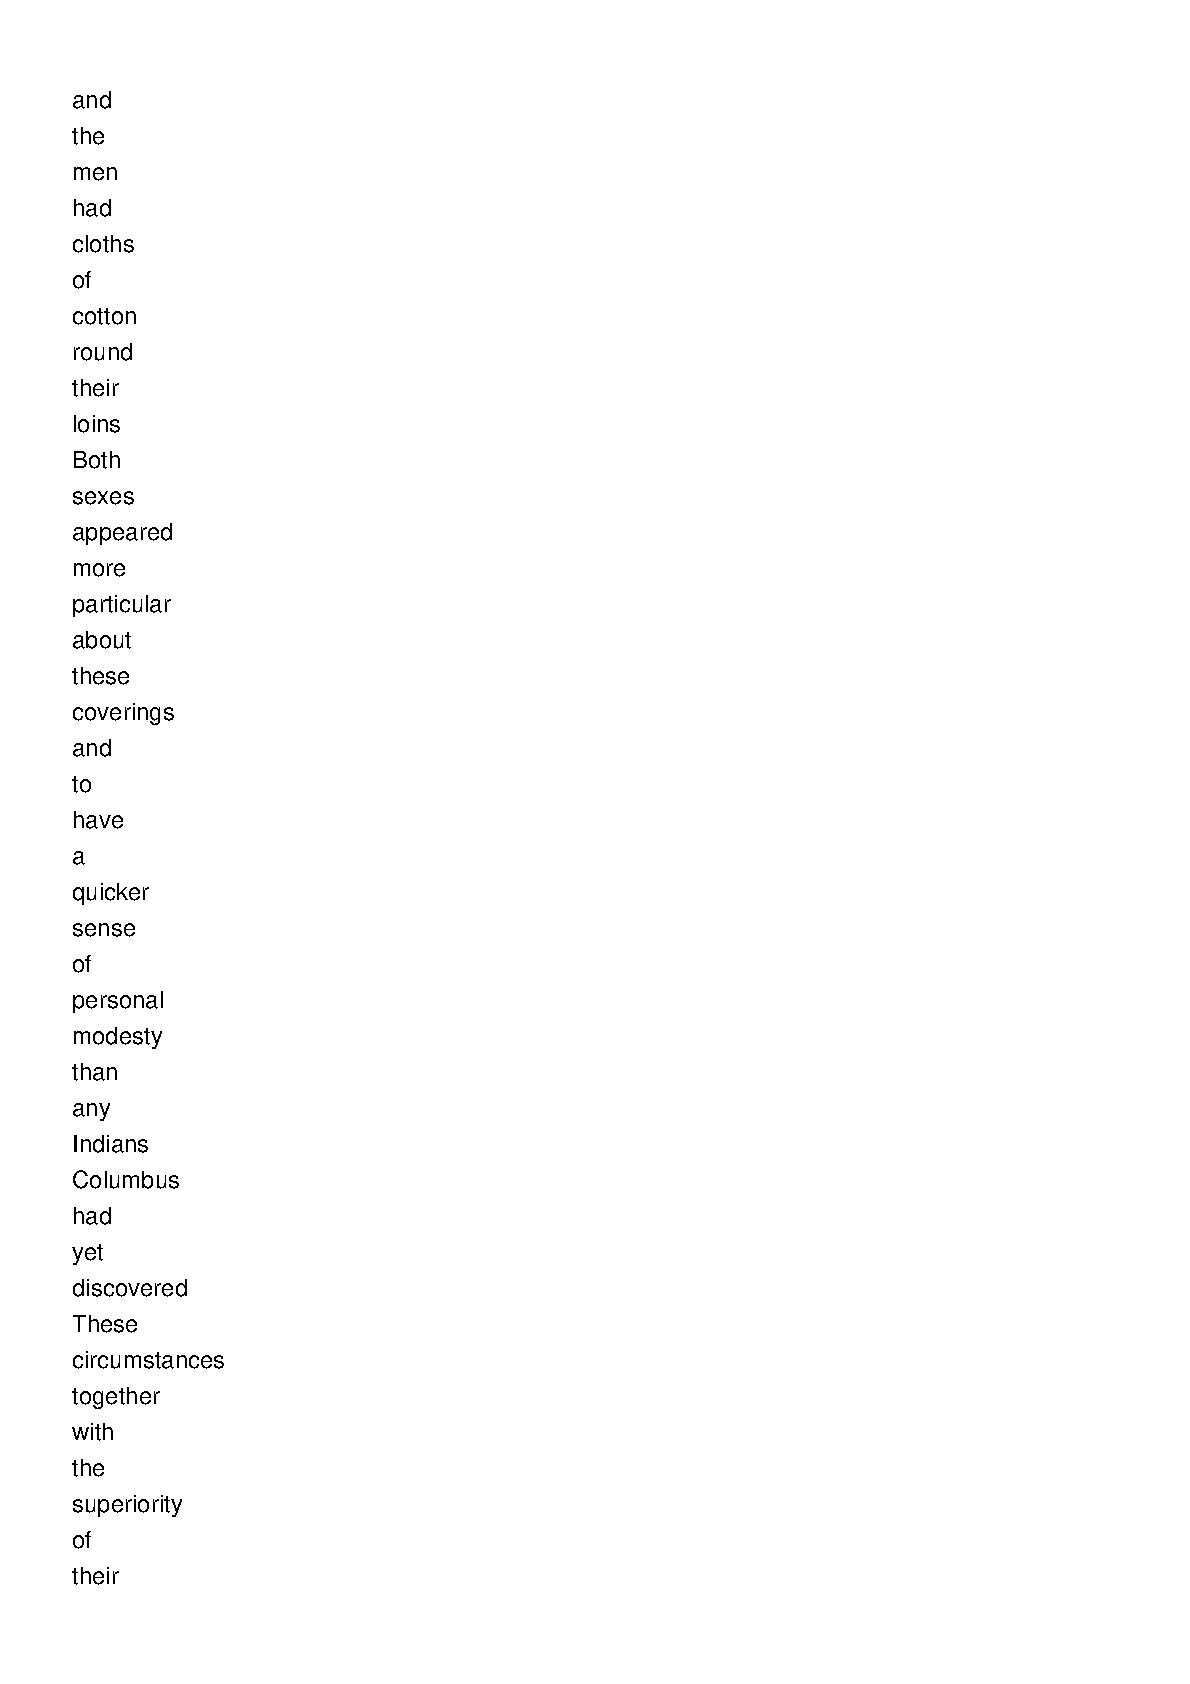 and
the
men
had
cloths
of
cotton
round
their
loins
Both
sexes
appeared
more
particular
about
these
coverings
and
to
have
a
quicker
sense
of
personal
modesty
than
any
Indians
Columbus
had
yet
discovered
These
circumstances
together
with
the
superiority
of
their